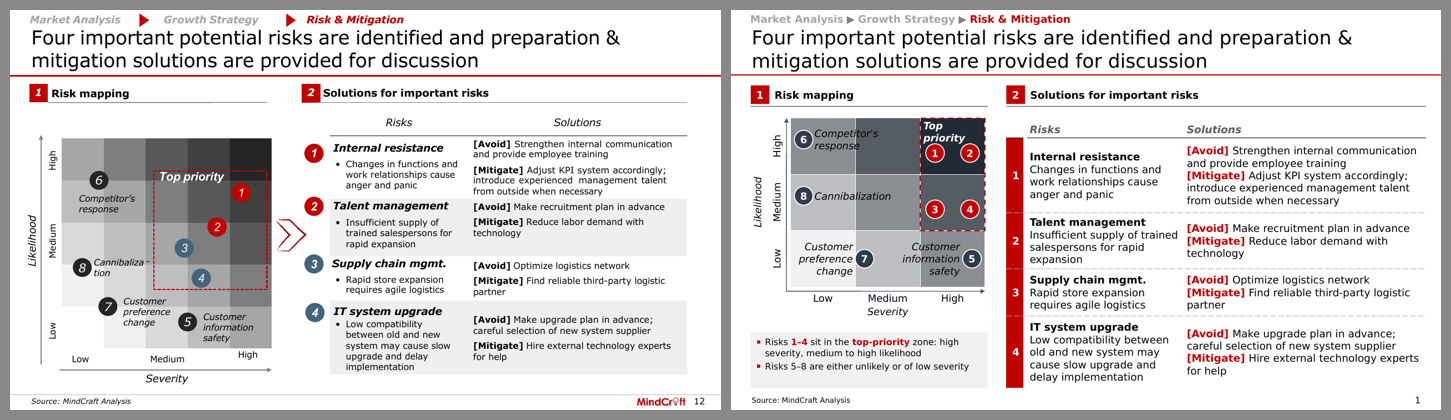 Market Analysis Growth Strategy Risk & Mitigation
Four important potential risks are identified and preparation &
mitigation solutions are provided for discussion
1 Risk mapping
Likelihood
High
Medium
Low
Top priority
6
Competitor's
response
1
2
3
4
8 Cannibaliza-
tion
7 Customer
preference
change
5 Customer
information
safety
Low Medium High
Severity
2 Solutions for important risks
Risks Solutions
1 Internal resistance
• Changes in functions and
work relationships cause
anger and panic
[Avoid] Strengthen internal communication
and provide employee training
[Mitigate] Adjust KPI system accordingly;
introduce experienced management talent
from outside when necessary
2 Talent management
• Insufficient supply of
trained salespersons for
rapid expansion
[Avoid] Make recruitment plan in advance
[Mitigate] Reduce labor demand with
technology
3 Supply chain mgmt.
• Rapid store expansion
requires agile logistics
[Avoid] Optimize logistics network
[Mitigate] Find reliable third-party logistic
partner
4 IT system upgrade
• Low compatibility
between old and new
system may cause slow
upgrade and delay
implementation
[Avoid] Make upgrade plan in advance;
careful selection of new system supplier
[Mitigate] Hire external technology experts
for help
Source: MindCraft Analysis
MindCraft 12
Market Analysis ▶ Growth Strategy ▶ Risk & Mitigation
Four important potential risks are identified and preparation &
mitigation solutions are provided for discussion
1 Risk mapping
Likelihood
High
Medium
Low
6 Competitor's
response
Top
priority
1 2
8 Cannibalization
3 4
Customer
preference
change
7
Customer
information
safety
5
Low Medium High
Severity
▪ Risks 1–4 sit in the top-priority zone: high
severity, medium to high likelihood
▪ Risks 5–8 are either unlikely or of low severity
2 Solutions for important risks
Risks Solutions
1
Internal resistance
Changes in functions and
work relationships cause
anger and panic
[Avoid] Strengthen internal communication
and provide employee training
[Mitigate] Adjust KPI system accordingly;
introduce experienced management talent
from outside when necessary
2
Talent management
Insufficient supply of trained
salespersons for rapid
expansion
[Avoid] Make recruitment plan in advance
[Mitigate] Reduce labor demand with
technology
3
Supply chain mgmt.
Rapid store expansion
requires agile logistics
[Avoid] Optimize logistics network
[Mitigate] Find reliable third-party logistic
partner
4
IT system upgrade
Low compatibility between
old and new system may
cause slow upgrade and
delay implementation
[Avoid] Make upgrade plan in advance;
careful selection of new system supplier
[Mitigate] Hire external technology experts
for help
Source: MindCraft Analysis
1